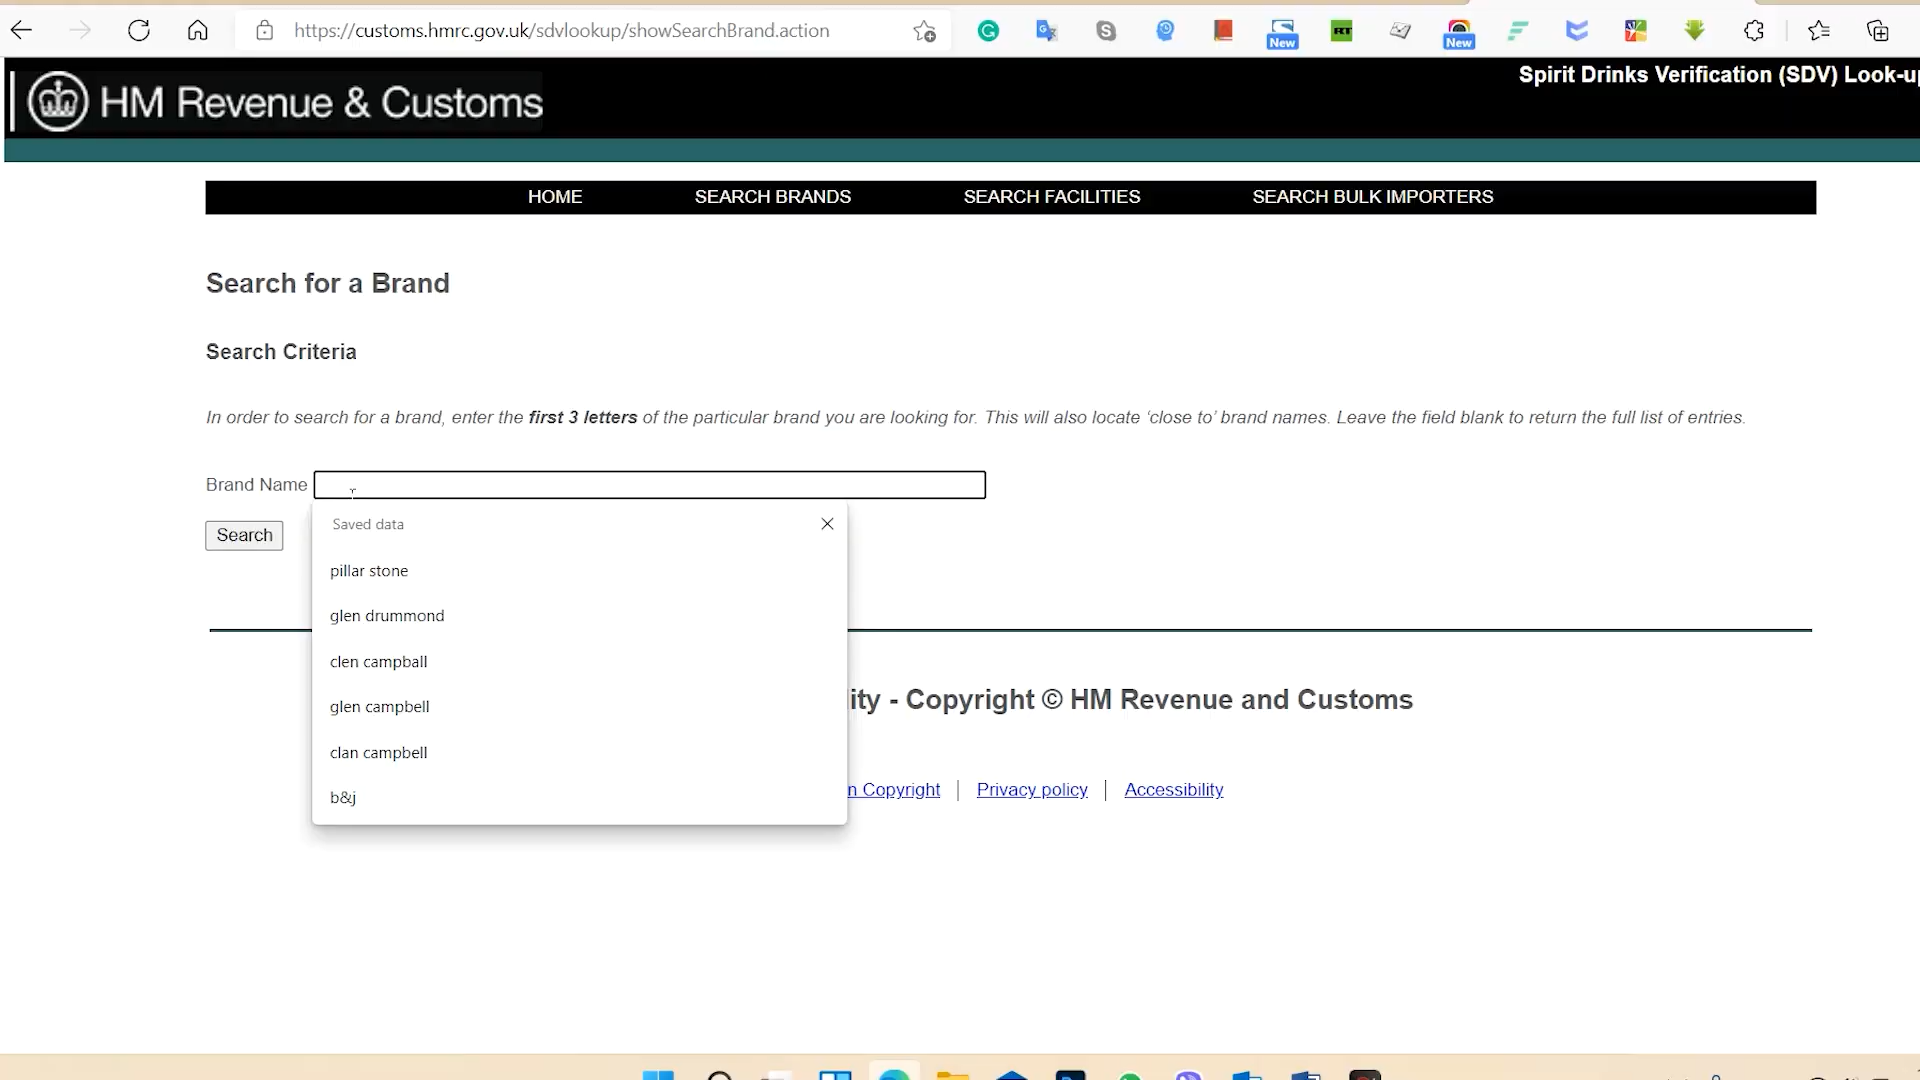 https://customs.hmrc.gov.uk/sdvlookup/showSearchBrand.action
New
RT
New
HM Revenue & Customs
Spirit Drinks Verification (SDV) Look-u
HOME
SEARCH BRANDS
SEARCH FACILITIES
SEARCH BULK IMPORTERS
Search for a Brand
Search Criteria
In order to search for a brand, enter the first 3 letters of the particular brand you are looking for. This will also locate ‘close to’ brand names. Leave the field blank to return the full list of entries.
Brand Name
Search
Saved data
pillar stone
glen drummond
clen campball
glen campbell
clan campbell
b&j
ity - Copyright © HM Revenue and Customs
n Copyright | Privacy policy | Accessibility